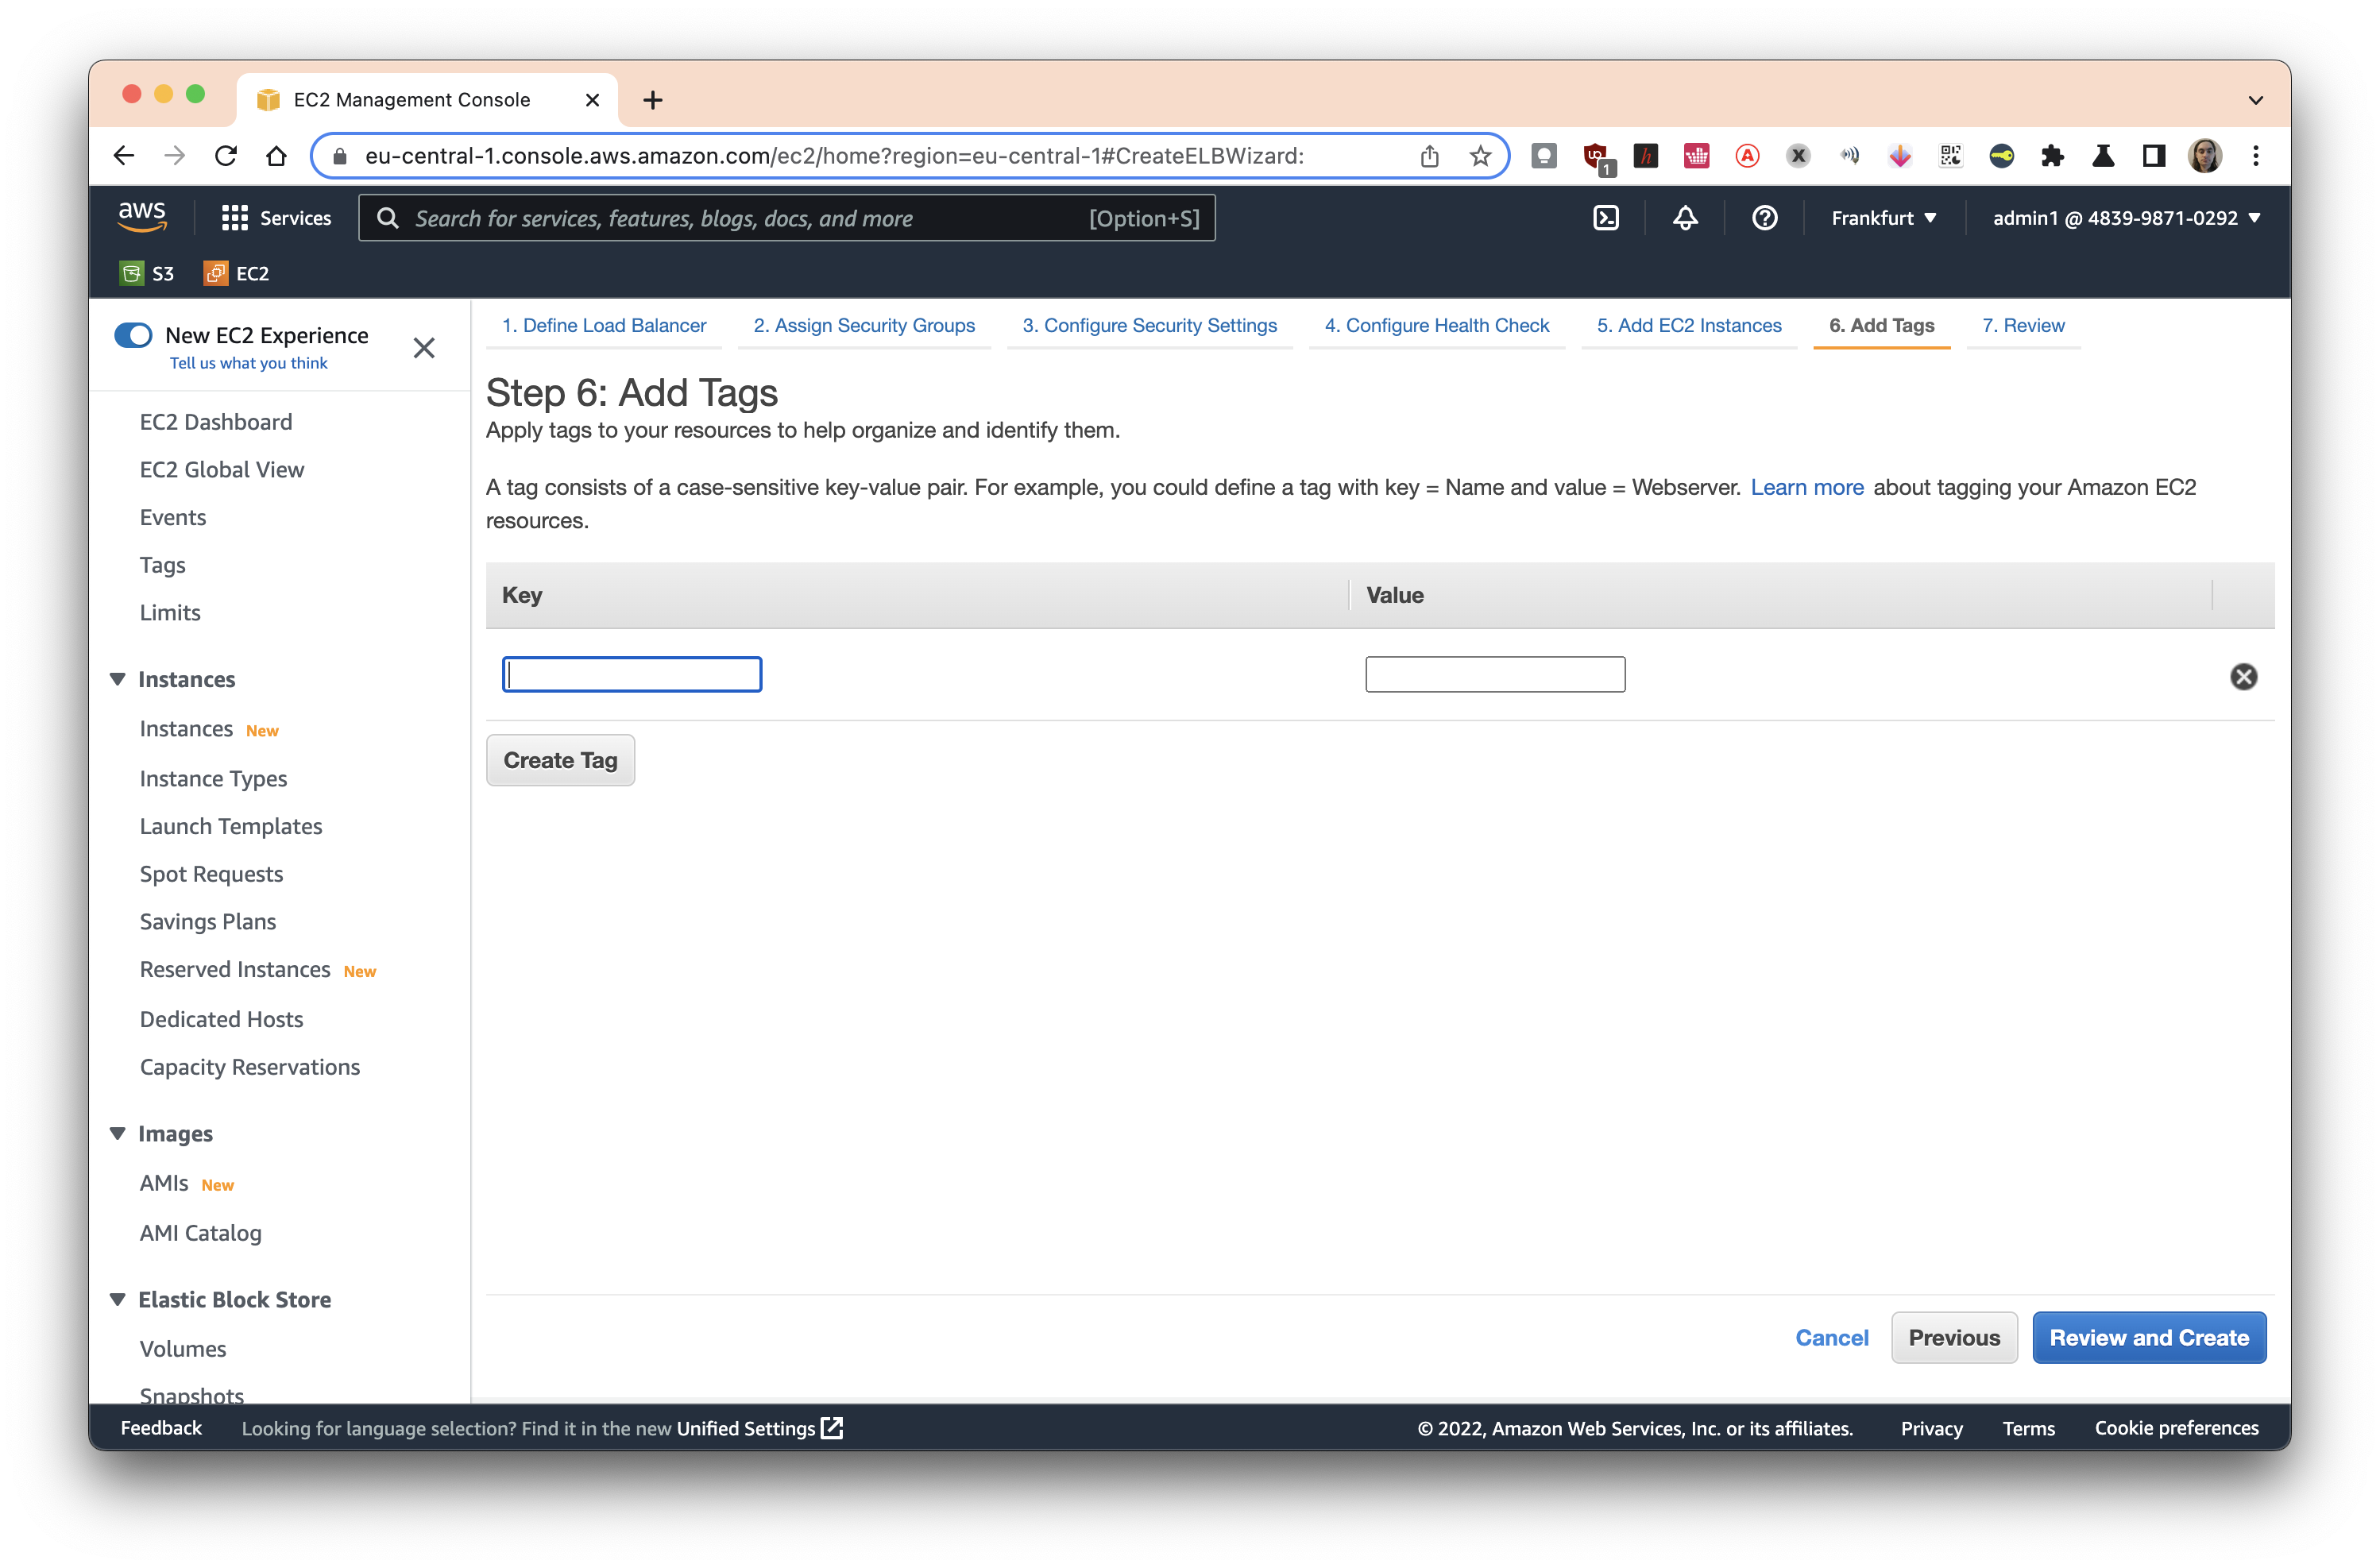 EC2 Management Console
eu-central-1.console.aws.amazon.com/ec2/home?region=eu-central-1#CreateELBWizard:
1
aws
Services
Search for services, features, blogs, docs, and more
[Option+S]
Frankfurt
admin1 @ 4839-9871-0292
S3
EC2
New EC2 Experience
Tell us what you think
EC2 Dashboard
EC2 Global View
Events
Tags
Limits
Instances
Instances New
Instance Types
Launch Templates
Spot Requests
Savings Plans
Reserved Instances New
Dedicated Hosts
Capacity Reservations
Images
AMIs New
AMI Catalog
Elastic Block Store
Volumes
Snapshots
1. Define Load Balancer
2. Assign Security Groups
3. Configure Security Settings
4. Configure Health Check
5. Add EC2 Instances
6. Add Tags
7. Review
Step 6: Add Tags
Apply tags to your resources to help organize and identify them.
A tag consists of a case-sensitive key-value pair. For example, you could define a tag with key = Name and value = Webserver. Learn more about tagging your Amazon EC2
resources.
Key
Value
Create Tag
Cancel
Previous
Review and Create
Feedback
Looking for language selection? Find it in the new Unified Settings
© 2022, Amazon Web Services, Inc. or its affiliates.
Privacy
Terms
Cookie preferences